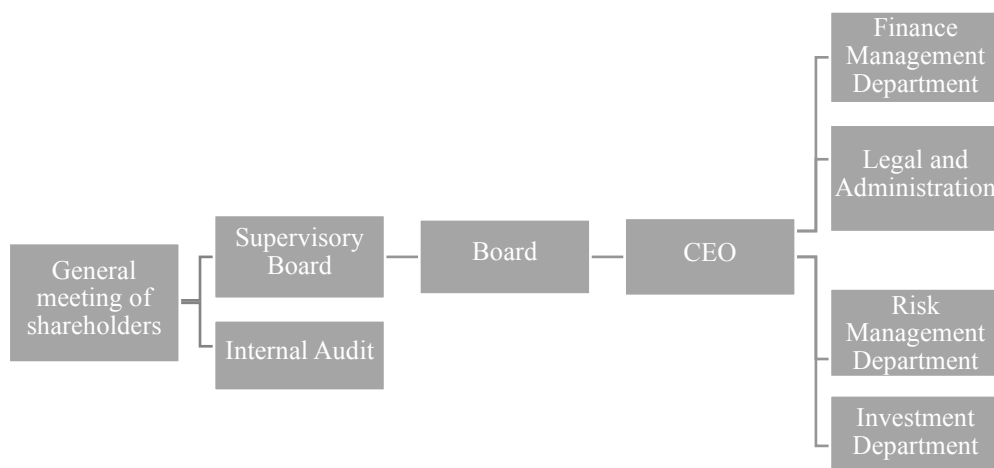 General
meeting of
shareholders
Supervisory
Board
Internal Audit
Board
CEO
Finance
Management
Department
Legal and
Administration
Risk
Management
Department
Investment
Department